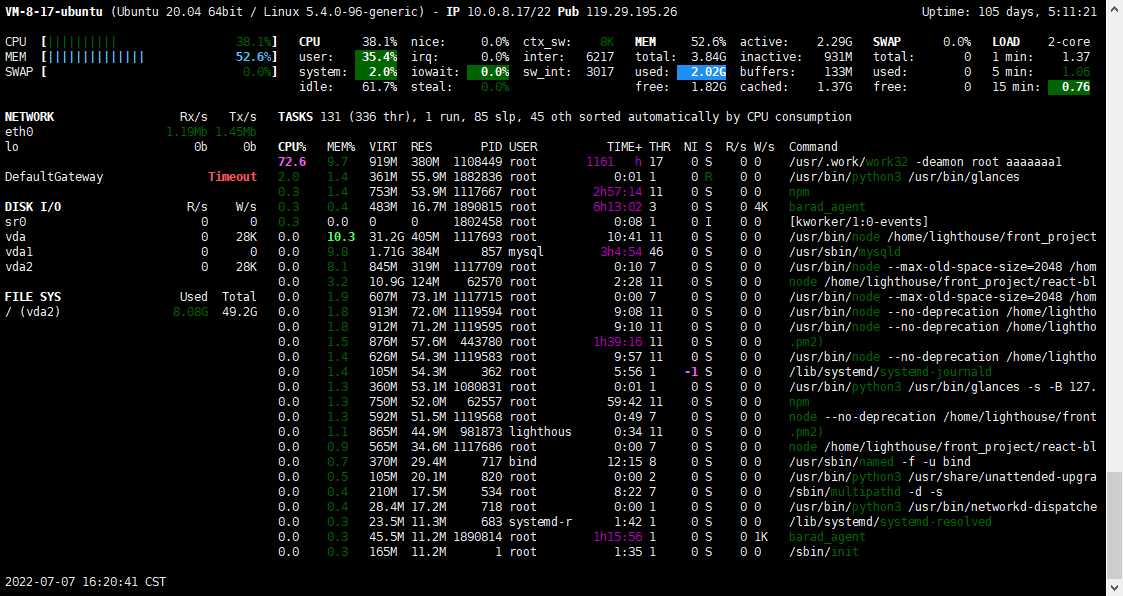 VM-8-17-ubuntu (Ubuntu 20.04 64bit / Linux 5.4.0-96-generic) - IP 10.0.8.17/22 Pub 119.29.195.26 Uptime: 105 days, 5:11:21
CPU [|||||||||| 38.1%] CPU 38.1% nice: 0.0% ctx_sw: 8K MEM 52.6% active: 2.29G SWAP 0.0% LOAD 2-core
MEM [|||||||||||||| 52.6%] user: 35.4% irq: 0.0% inter: 6217 total: 3.84G inactive: 931M total: 0 1 min: 1.37
SWAP [ 0.0%] system: 2.0% iowait: 0.0% sw_int: 3017 used: 2.02G buffers: 133M used: 0 5 min: 1.06
idle: 61.7% steal: 0.0% free: 1.82G cached: 1.37G free: 0 15 min: 0.76
NETWORK Rx/s Tx/s TASKS 131 (336 thr), 1 run, 85 slp, 45 oth sorted automatically by CPU consumption
eth0 1.19Mb 1.45Mb
lo 0b 0b CPU% MEM% VIRT RES PID USER TIME+ THR NI S R/s W/s Command
72.6 9.7 919M 380M 1108449 root 1161 h 17 0 S 0 0 /usr/.work/work32 -deamon root aaaaaaa1
DefaultGateway Timeout 2.0 1.4 361M 55.9M 1882836 root 0:01 1 0 R 0 0 /usr/bin/python3 /usr/bin/glances
0.3 1.4 753M 53.9M 1117667 root 2h57:14 11 0 S 0 0 npm
DISK I/O R/s W/s 0.3 0.4 483M 16.7M 1890815 root 6h13:02 3 0 S 0 4K barad_agent
sr0 0 0 0.3 0.0 0 0 1802458 root 0:08 1 0 I 0 0 [kworker/1:0-events]
vda 0 28K 0.0 10.3 31.2G 405M 1117693 root 10:41 11 0 S 0 0 /usr/bin/node /home/lighthouse/front_project
vda1 0 0 0.0 9.8 1.71G 384M 857 mysql 3h4:54 46 0 S 0 0 /usr/sbin/mysqld
vda2 0 28K 0.0 8.1 845M 319M 1117709 root 0:10 7 0 S 0 0 /usr/bin/node --max-old-space-size=2048 /hom
0.0 3.2 10.9G 124M 62570 root 2:28 11 0 S 0 0 node /home/lighthouse/front_project/react-bl
FILE SYS Used Total 0.0 1.9 607M 73.1M 1117715 root 0:00 7 0 S 0 0 /usr/bin/node --max-old-space-size=2048 /hom
/ (vda2) 8.08G 49.2G 0.0 1.8 913M 72.0M 1119594 root 9:08 11 0 S 0 0 /usr/bin/node --no-deprecation /home/lightho
0.0 1.8 912M 71.2M 1119595 root 9:10 11 0 S 0 0 /usr/bin/node --no-deprecation /home/lightho
0.0 1.5 876M 57.6M 443780 root 1h39:16 11 0 S 0 0 .pm2)
0.0 1.4 626M 54.3M 1119583 root 9:57 11 0 S 0 0 /usr/bin/node --no-deprecation /home/lightho
0.0 1.4 105M 54.3M 362 root 5:56 1 -1 S 0 0 /lib/systemd/systemd-journald
0.0 1.3 360M 53.1M 1080831 root 0:01 1 0 S 0 0 /usr/bin/python3 /usr/bin/glances -s -B 127.
0.0 1.3 750M 52.0M 62557 root 59:42 11 0 S 0 0 npm
0.0 1.3 592M 51.5M 1119568 root 0:49 7 0 S 0 0 node --no-deprecation /home/lighthouse/front
0.0 1.1 865M 44.9M 981873 lighthous 0:34 11 0 S 0 0 .pm2)
0.0 0.9 565M 34.6M 1117686 root 0:00 7 0 S 0 0 node /home/lighthouse/front_project/react-bl
0.0 0.7 370M 29.4M 717 bind 12:15 8 0 S 0 0 /usr/sbin/named -f -u bind
0.0 0.5 105M 20.1M 820 root 0:00 2 0 S 0 0 /usr/bin/python3 /usr/share/unattended-upgra
0.0 0.4 210M 17.5M 534 root 8:22 7 0 S 0 0 /sbin/multipathd -d -s
0.0 0.4 28.4M 17.2M 718 root 0:00 1 0 S 0 0 /usr/bin/python3 /usr/bin/networkd-dispatche
0.0 0.3 23.5M 11.3M 683 systemd-r 1:42 1 0 S 0 0 /lib/systemd/systemd-resolved
0.0 0.3 45.5M 11.2M 1890814 root 1h15:56 1 0 S 0 1K barad_agent
0.0 0.3 165M 11.2M 1 root 1:35 1 0 S 0 0 /sbin/init
2022-07-07 16:20:41 CST